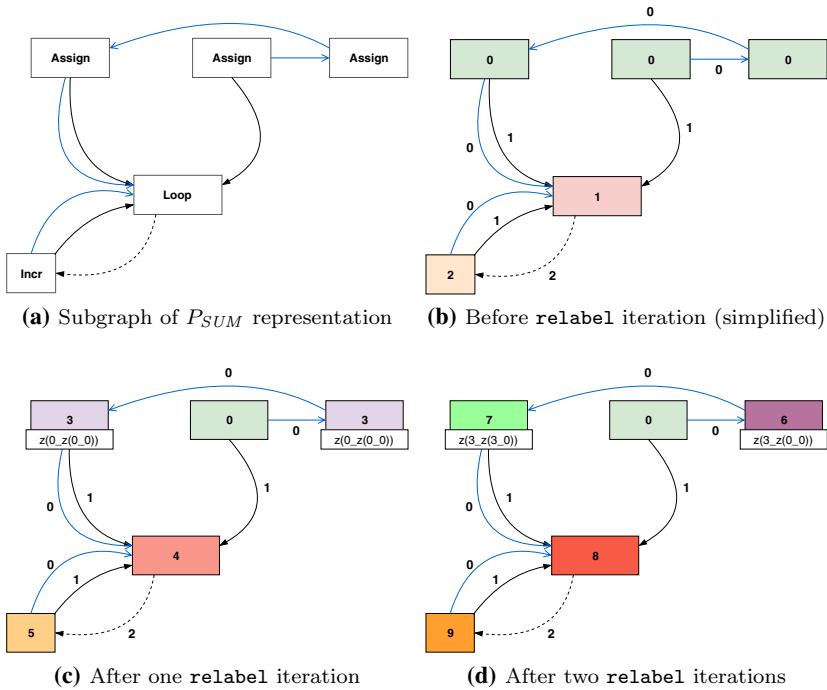 0
Assign Assign Assign
Loop
Incr
(a) Subgraph of P_SUM representation
0
0 0 0
0
0 1 1
1
0
1
2
2
(b) Before relabel iteration (simplified)
0
3 0 3
z(0_z(0_0)) 0 z(0_z(0_0))
0 1 1
4
0
1
5 2
(c) After one relabel iteration
0
7 0 6
z(3_z(3_0)) 0 z(3_z(0_0))
0 1 1
8
0
1
9 2
(d) After two relabel iterations